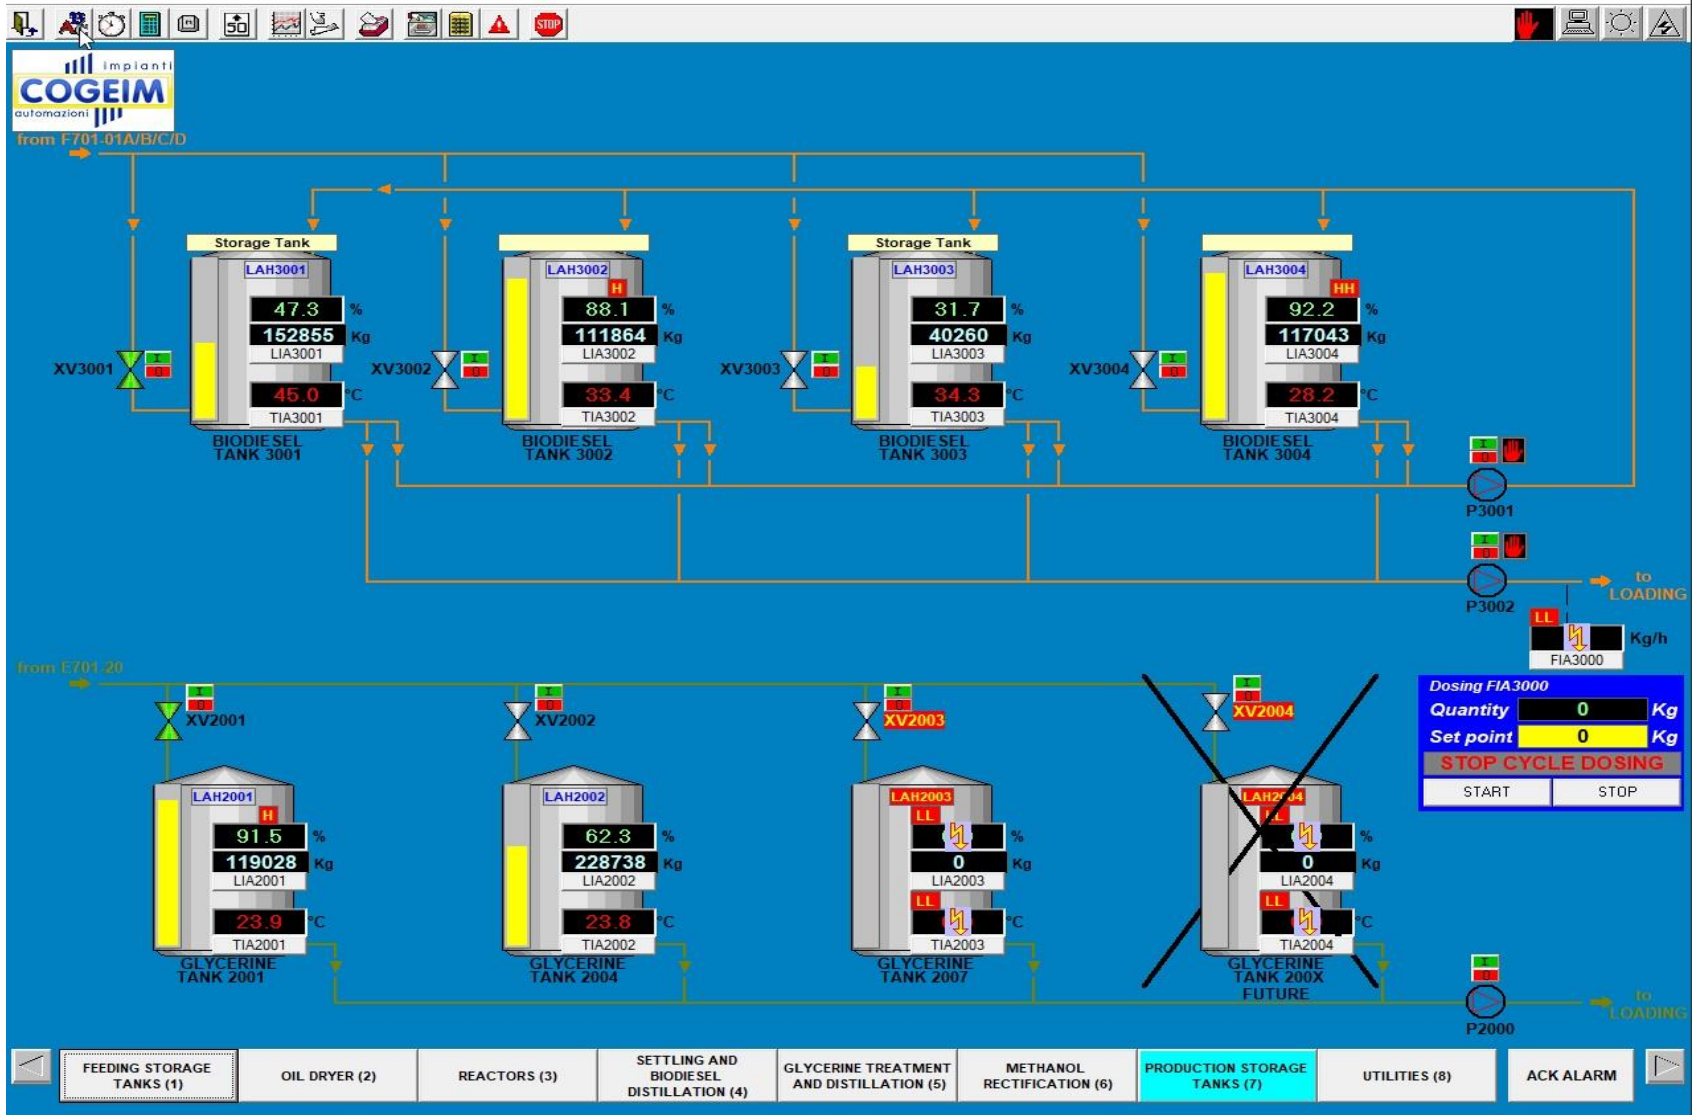 STOP
impianti
COGEIM
automazioni
from F701-01A/B/C/D
Storage Tank
Storage Tank
LAH3001
LAH3002
LAH3003
LAH3004
H
HH
47.3 %
88.1 %
31.7 %
92.2 %
152855 Kg
111864 Kg
40260 Kg
117043 Kg
LIA3001
LIA3002
LIA3003
LIA3004
XV3001 I O
XV3002 I O
XV3003 I O
XV3004 I O
45.0 °C
33.4 °C
34.3 °C
28.2 °C
TIA3001
TIA3002
TIA3003
TIA3004
BIODIESEL
TANK 3001
BIODIESEL
TANK 3002
BIODIESEL
TANK 3003
BIODIESEL
TANK 3004
I
O
P3001
I
O
P3002
to
LOADING
LL
Kg/h
FIA3000
from E701-20
I
O
XV2001
I
O
XV2002
I
O
XV2003
I
O
XV2004
Dosing FIA3000
Quantity 0 Kg
Set point 0 Kg
STOP CYCLE DOSING
START STOP
LAH2001
LAH2002
LAH2003
LAH2004
H
LL
LL
91.5 %
62.3 %
%
%
119028 Kg
228738 Kg
0 Kg
0 Kg
LIA2001
LIA2002
LIA2003
LIA2004
LL
LL
23.9 °C
23.8 °C
°C
°C
TIA2001
TIA2002
TIA2003
TIA2004
GLYCERINE
TANK 2001
GLYCERINE
TANK 2004
GLYCERINE
TANK 2007
GLYCERINE
TANK 200X
FUTURE
I
O
P2000
to
LOADING
FEEDING STORAGE
TANKS (1)
OIL DRYER (2)
REACTORS (3)
SETTLING AND
BIODIESEL
DISTILLATION (4)
GLYCERINE TREATMENT
AND DISTILLATION (5)
METHANOL
RECTIFICATION (6)
PRODUCTION STORAGE
TANKS (7)
UTILITIES (8)
ACK ALARM